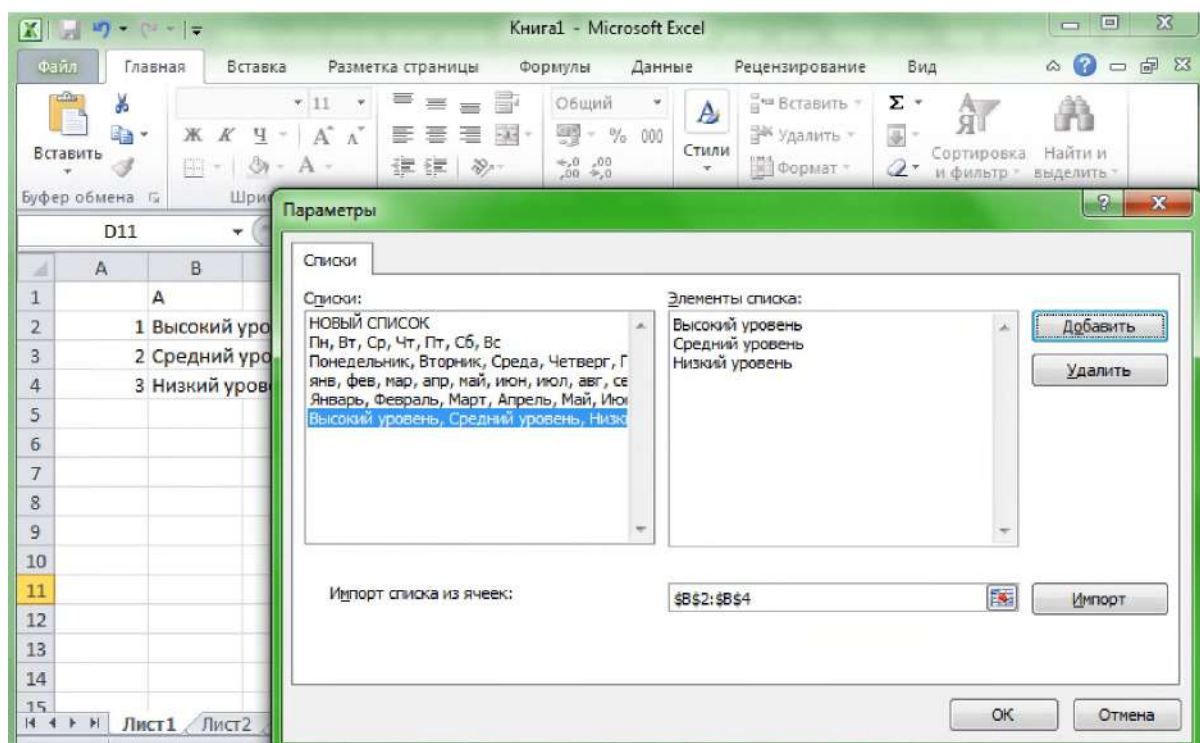 Книга1 - Microsoft Excel
Файл Главная Вставка Разметка страницы Формулы Данные Рецензирование Вид
Вставить
Буфер обмена
11
Ж К Ч
А А
А
Общий
% 000
,0 ,00
,00 ,0
Стили
Вставить
Удалить
Формат
Σ
Сортировка
и фильтр
Найти и
выделить
D11
A B
1 А
2 1 Высокий уро
3 2 Средний уро
4 3 Низкий уров
5
6
7
8
9
10
11
12
13
14
15
Лист1 Лист2
Параметры
Списки
Списки:
НОВЫЙ СПИСОК
Пн, Вт, Ср, Чт, Пт, Сб, Вс
Понедельник, Вторник, Среда, Четверг, П
янв, фев, мар, апр, май, июн, июл, авг, се
Январь, Февраль, Март, Апрель, Май, Июн
Высокий уровень, Средний уровень, Низк
Элементы списка:
Высокий уровень
Средний уровень
Низкий уровень
Добавить
Удалить
Импорт списка из ячеек:
$B$2:$B$4
Импорт
ОК
Отмена